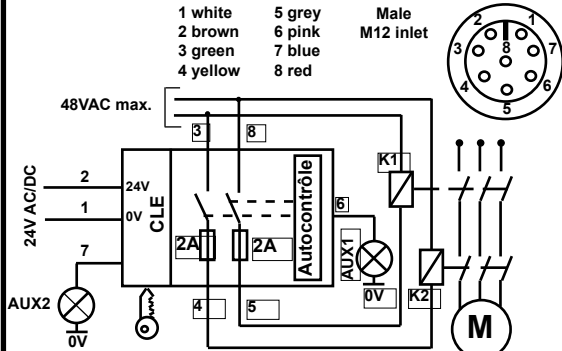 1 white 5 grey Male
2 brown 6 pink M12 inlet
3 green 7 blue
4 yellow 8 red
2 1
3 8 7
4 6
5
48VAC max.
3 8
K1
2 24V
1 0V
24V AC/DC
CLE
Autocontrôle
6
7
2A 2A
AUX1
0V
K2
AUX2
0V
4 5
M